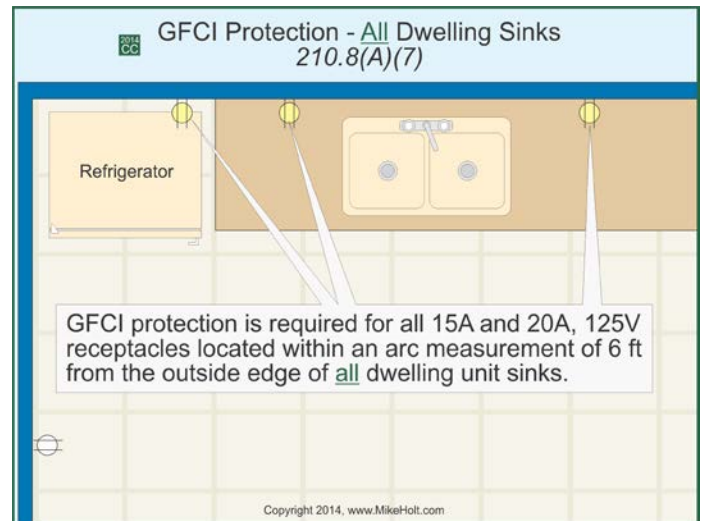 2014
CC
GFCI Protection - All Dwelling Sinks
210.8(A)(7)
Refrigerator
GFCI protection is required for all 15A and 20A, 125V
receptacles located within an arc measurement of 6 ft
from the outside edge of all dwelling unit sinks.
Copyright 2014, www.MikeHolt.com